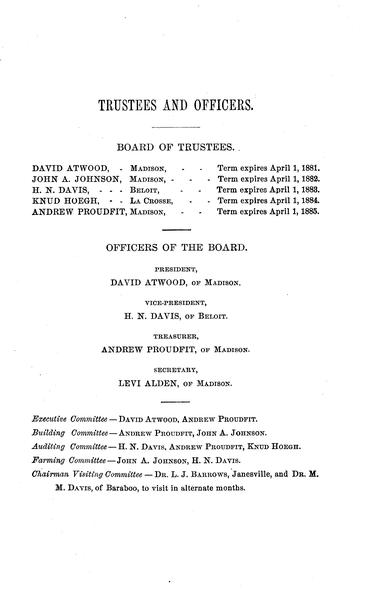 TRUSTEES AND OFFICERS.
BOARD OF TRUSTEES.
DAVID ATWOOD, - MADISON, - - Term expires April 1, 1881.
JOHN A. JOHNSON, MADISON, - - - Term expires April 1, 1882.
H. N. DAVIS, - - - BELOIT, - - Term expires April 1, 1883.
KNUD HOEGH, - - LA CROSSE, - - Term expires April 1, 1884.
ANDREW PROUDFIT, MADISON, - - Term expires April 1, 1885.
OFFICERS OF THE BOARD.
PRESIDENT,
DAVID ATWOOD, OF MADISON.
VICE-PRESIDENT,
H. N. DAVIS, OF BELOIT.
TREASURER,
ANDREW PROUDFIT, OF MADISON.
SECRETARY,
LEVI ALDEN, OF MADISON.
Executive Committee — DAVID ATWOOD, ANDREW PROUDFIT.
Building Committee — ANDREW PROUDFIT, JOHN A. JOHNSON.
Auditing Committee — H. N. DAVIS, ANDREW PROUDFIT, KNUD HOEGH.
Farming Committee — JOHN A. JOHNSON, H. N. DAVIS.
Chairman Visiting Committee — DR. L. J. BARROWS, Janesville, and DR. M.
M. DAVIS, of Baraboo, to visit in alternate months.